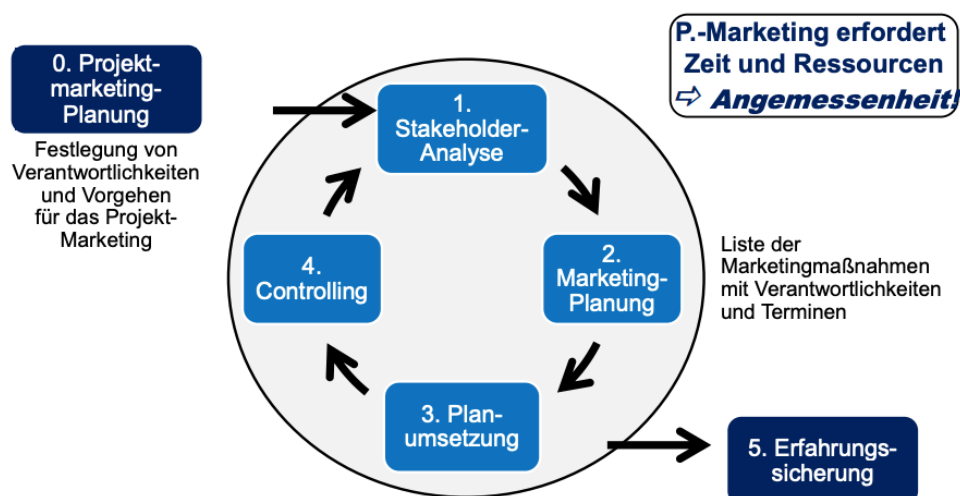 0. Projekt-
marketing-
Planung
Festlegung von
Verantwortlichkeiten
und Vorgehen
für das Projekt-
Marketing
P.-Marketing erfordert
Zeit und Ressourcen
⇨ Angemessenheit!
1.
Stakeholder-
Analyse
2.
Marketing-
Planung
Liste der
Marketingmaßnahmen
mit Verantwortlichkeiten
und Terminen
3. Plan-
umsetzung
4.
Controlling
5. Erfahrungs-
sicherung